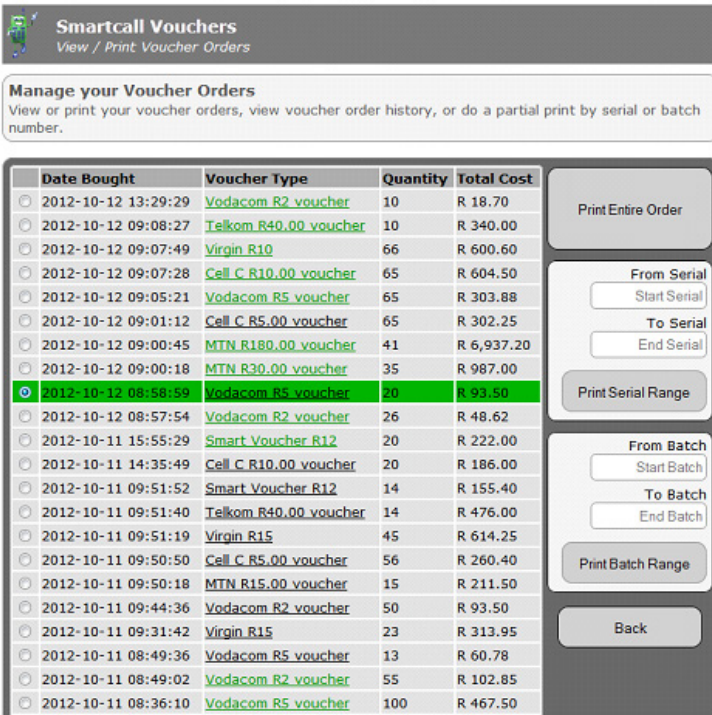 Smartcall Vouchers
View / Print Voucher Orders
Manage your Voucher Orders
View or print your voucher orders, view voucher order history, or do a partial print by serial or batch
number.
Date Bought Voucher Type Quantity Total Cost
2012-10-12 13:29:29 Vodacom R2 voucher 10 R 18.70
2012-10-12 09:08:27 Telkom R40.00 voucher 10 R 340.00
2012-10-12 09:07:49 Virgin R10 66 R 600.60
2012-10-12 09:07:28 Cell C R10.00 voucher 65 R 604.50
2012-10-12 09:05:21 Vodacom R5 voucher 65 R 303.88
2012-10-12 09:01:12 Cell C R5.00 voucher 65 R 302.25
2012-10-12 09:00:45 MTN R180.00 voucher 41 R 6,937.20
2012-10-12 09:00:18 MTN R30.00 voucher 35 R 987.00
2012-10-12 08:58:59 Vodacom R5 voucher 20 R 93.50
2012-10-12 08:57:54 Vodacom R2 voucher 26 R 48.62
2012-10-11 15:55:29 Smart Voucher R12 20 R 222.00
2012-10-11 14:35:49 Cell C R10.00 voucher 20 R 186.00
2012-10-11 09:51:52 Smart Voucher R12 14 R 155.40
2012-10-11 09:51:40 Telkom R40.00 voucher 14 R 476.00
2012-10-11 09:51:19 Virgin R15 45 R 614.25
2012-10-11 09:50:50 Cell C R5.00 voucher 56 R 260.40
2012-10-11 09:50:18 MTN R15.00 voucher 15 R 211.50
2012-10-11 09:44:36 Vodacom R2 voucher 50 R 93.50
2012-10-11 09:31:42 Virgin R15 23 R 313.95
2012-10-11 08:49:36 Vodacom R5 voucher 13 R 60.78
2012-10-11 08:49:02 Vodacom R2 voucher 55 R 102.85
2012-10-11 08:36:10 Vodacom R5 voucher 100 R 467.50
Print Entire Order
From Serial
Start Serial
To Serial
End Serial
Print Serial Range
From Batch
Start Batch
To Batch
End Batch
Print Batch Range
Back